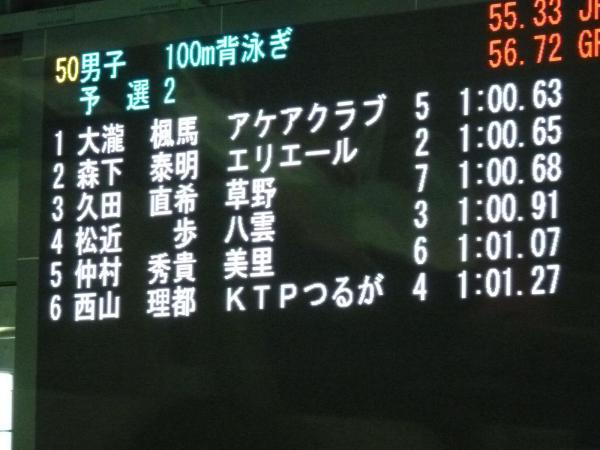 50 男子 100m背泳ぎ 55.33
予 選 2 56.72
1 大瀧 楓馬 アケアクラブ 5 1:00.63
2 森下 泰明 エリエール 2 1:00.65
3 久田 直希 草野 7 1:00.68
4 松近 歩 八雲 3 1:00.91
5 仲村 秀貴 美里 6 1:01.07
6 西山 理都 KTPつるが 4 1:01.27